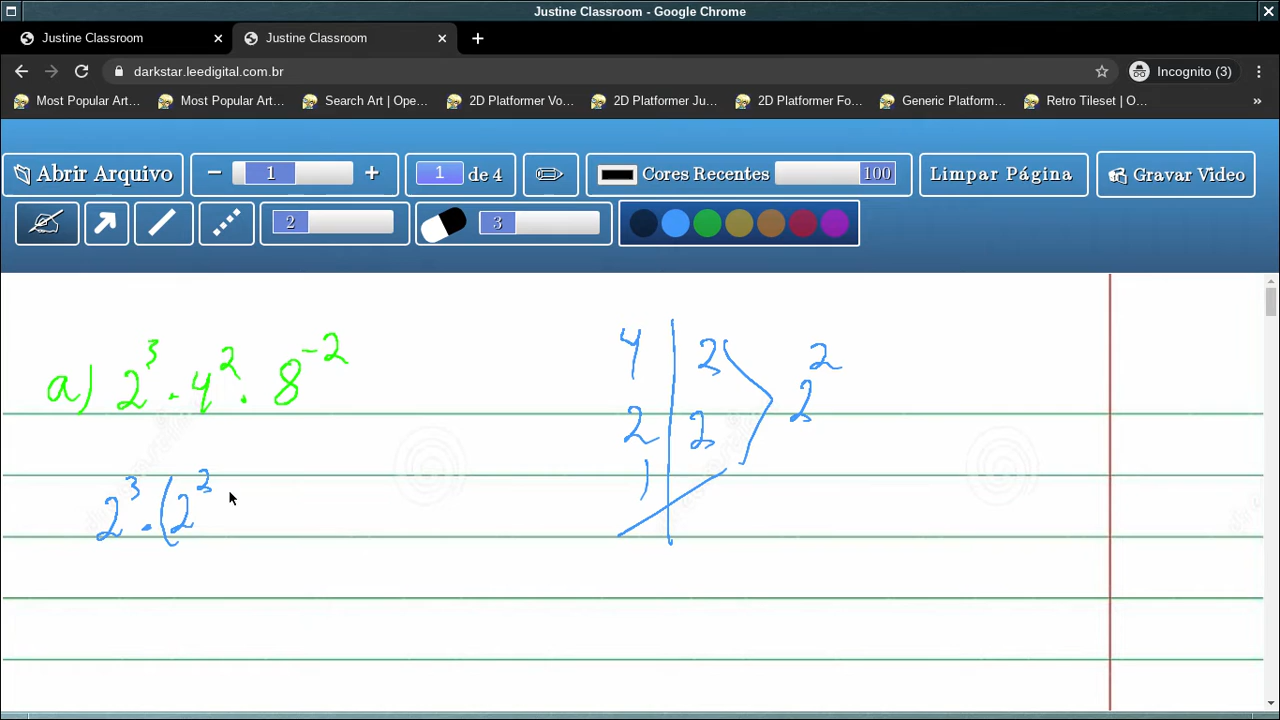 Justine Classroom - Google Chrome
Justine Classroom
Justine Classroom
darkstar.leedigital.com.br
Incognito (3)
Most Popular Art...
Most Popular Art...
Search Art | Ope...
2D Platformer Vo...
2D Platformer Ju...
2D Platformer Fo...
Generic Platform...
Retro Tileset | O...
»
Abrir Arquivo
− 1 +
1 de 4
Cores Recentes 100
Limpar Página
Gravar Video
2
3
a) 2³ · 4² · 8⁻²
2³ · (2²
4 | 2
2 | 2
1
2²